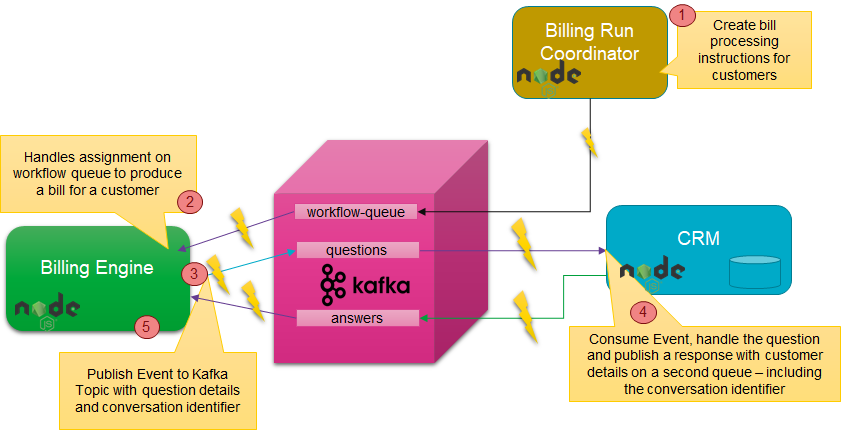 Billing Run
Coordinator
node
JS
1
Create bill
processing
instructions for
customers
Handles assignment on
workflow queue to produce
a bill for a customer
2
workflow-queue
questions
kafka
answers
Billing Engine
node
JS
3
5
CRM
node
JS
4
Publish Event to Kafka
Topic with question details
and conversation identifier
Consume Event, handle the question
and publish a response with customer
details on a second queue – including
the conversation identifier